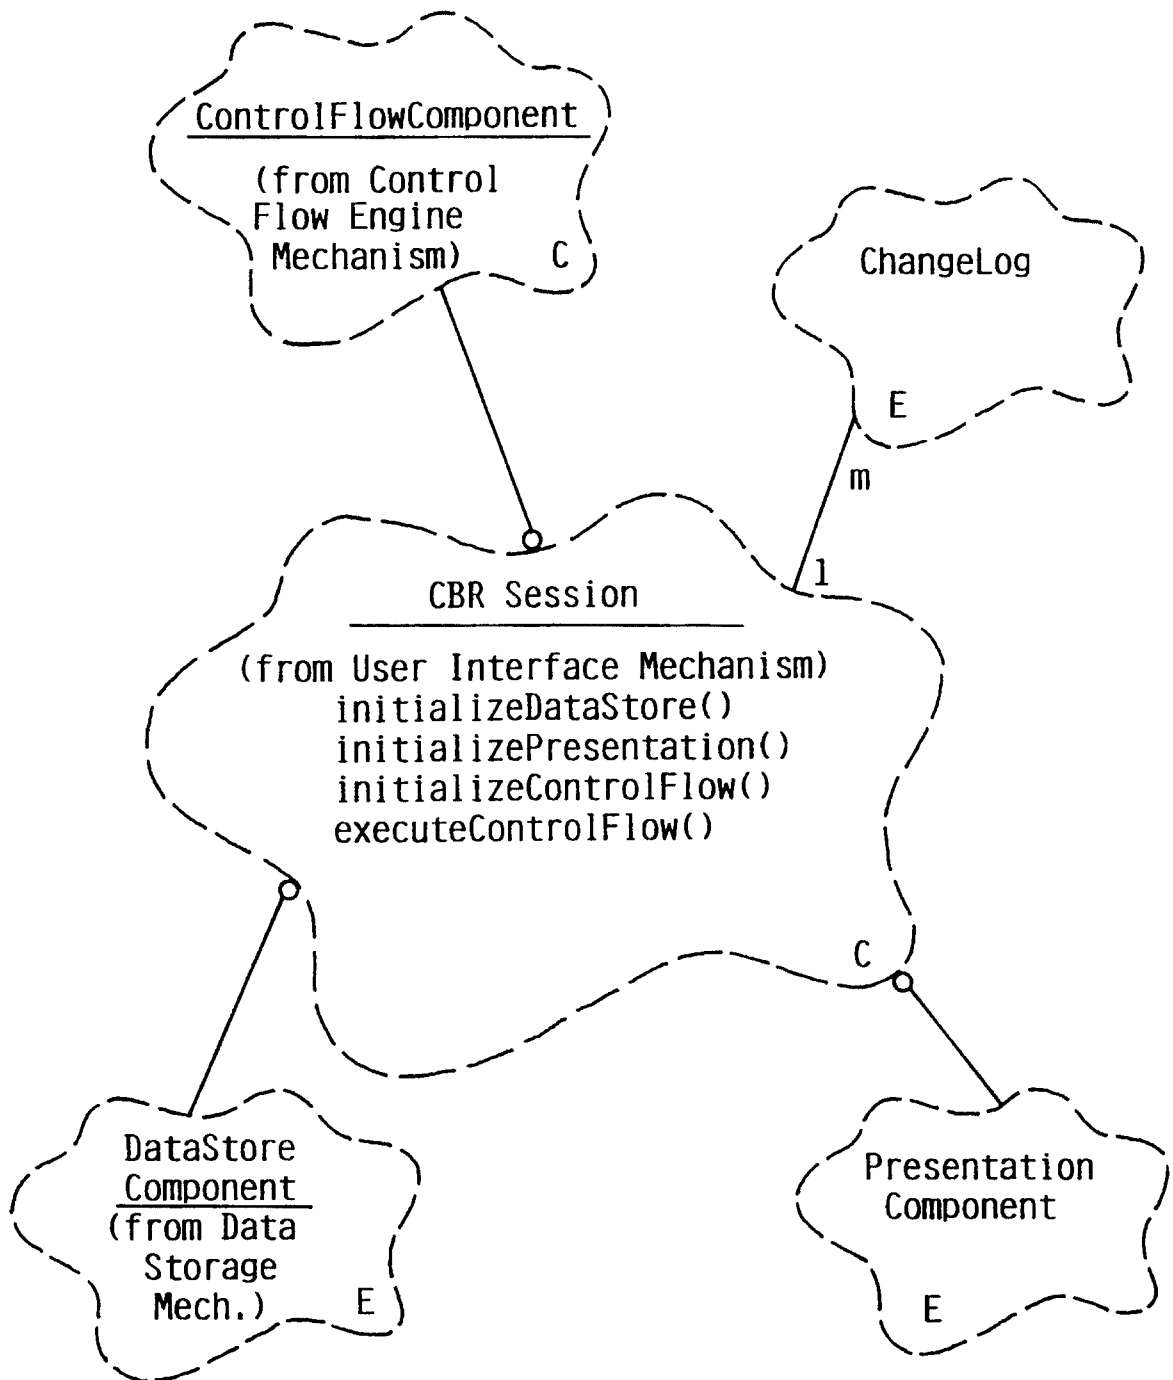 ControlFlowComponent
(from Control
Flow Engine
Mechanism)
C
ChangeLog
E
m
1
CBR Session
(from User Interface Mechanism)
initializeDataStore()
initializePresentation()
initializeControlFlow()
executeControlFlow()
C
DataStore
Component
(from Data
Storage
Mech.)
E
Presentation
Component
E